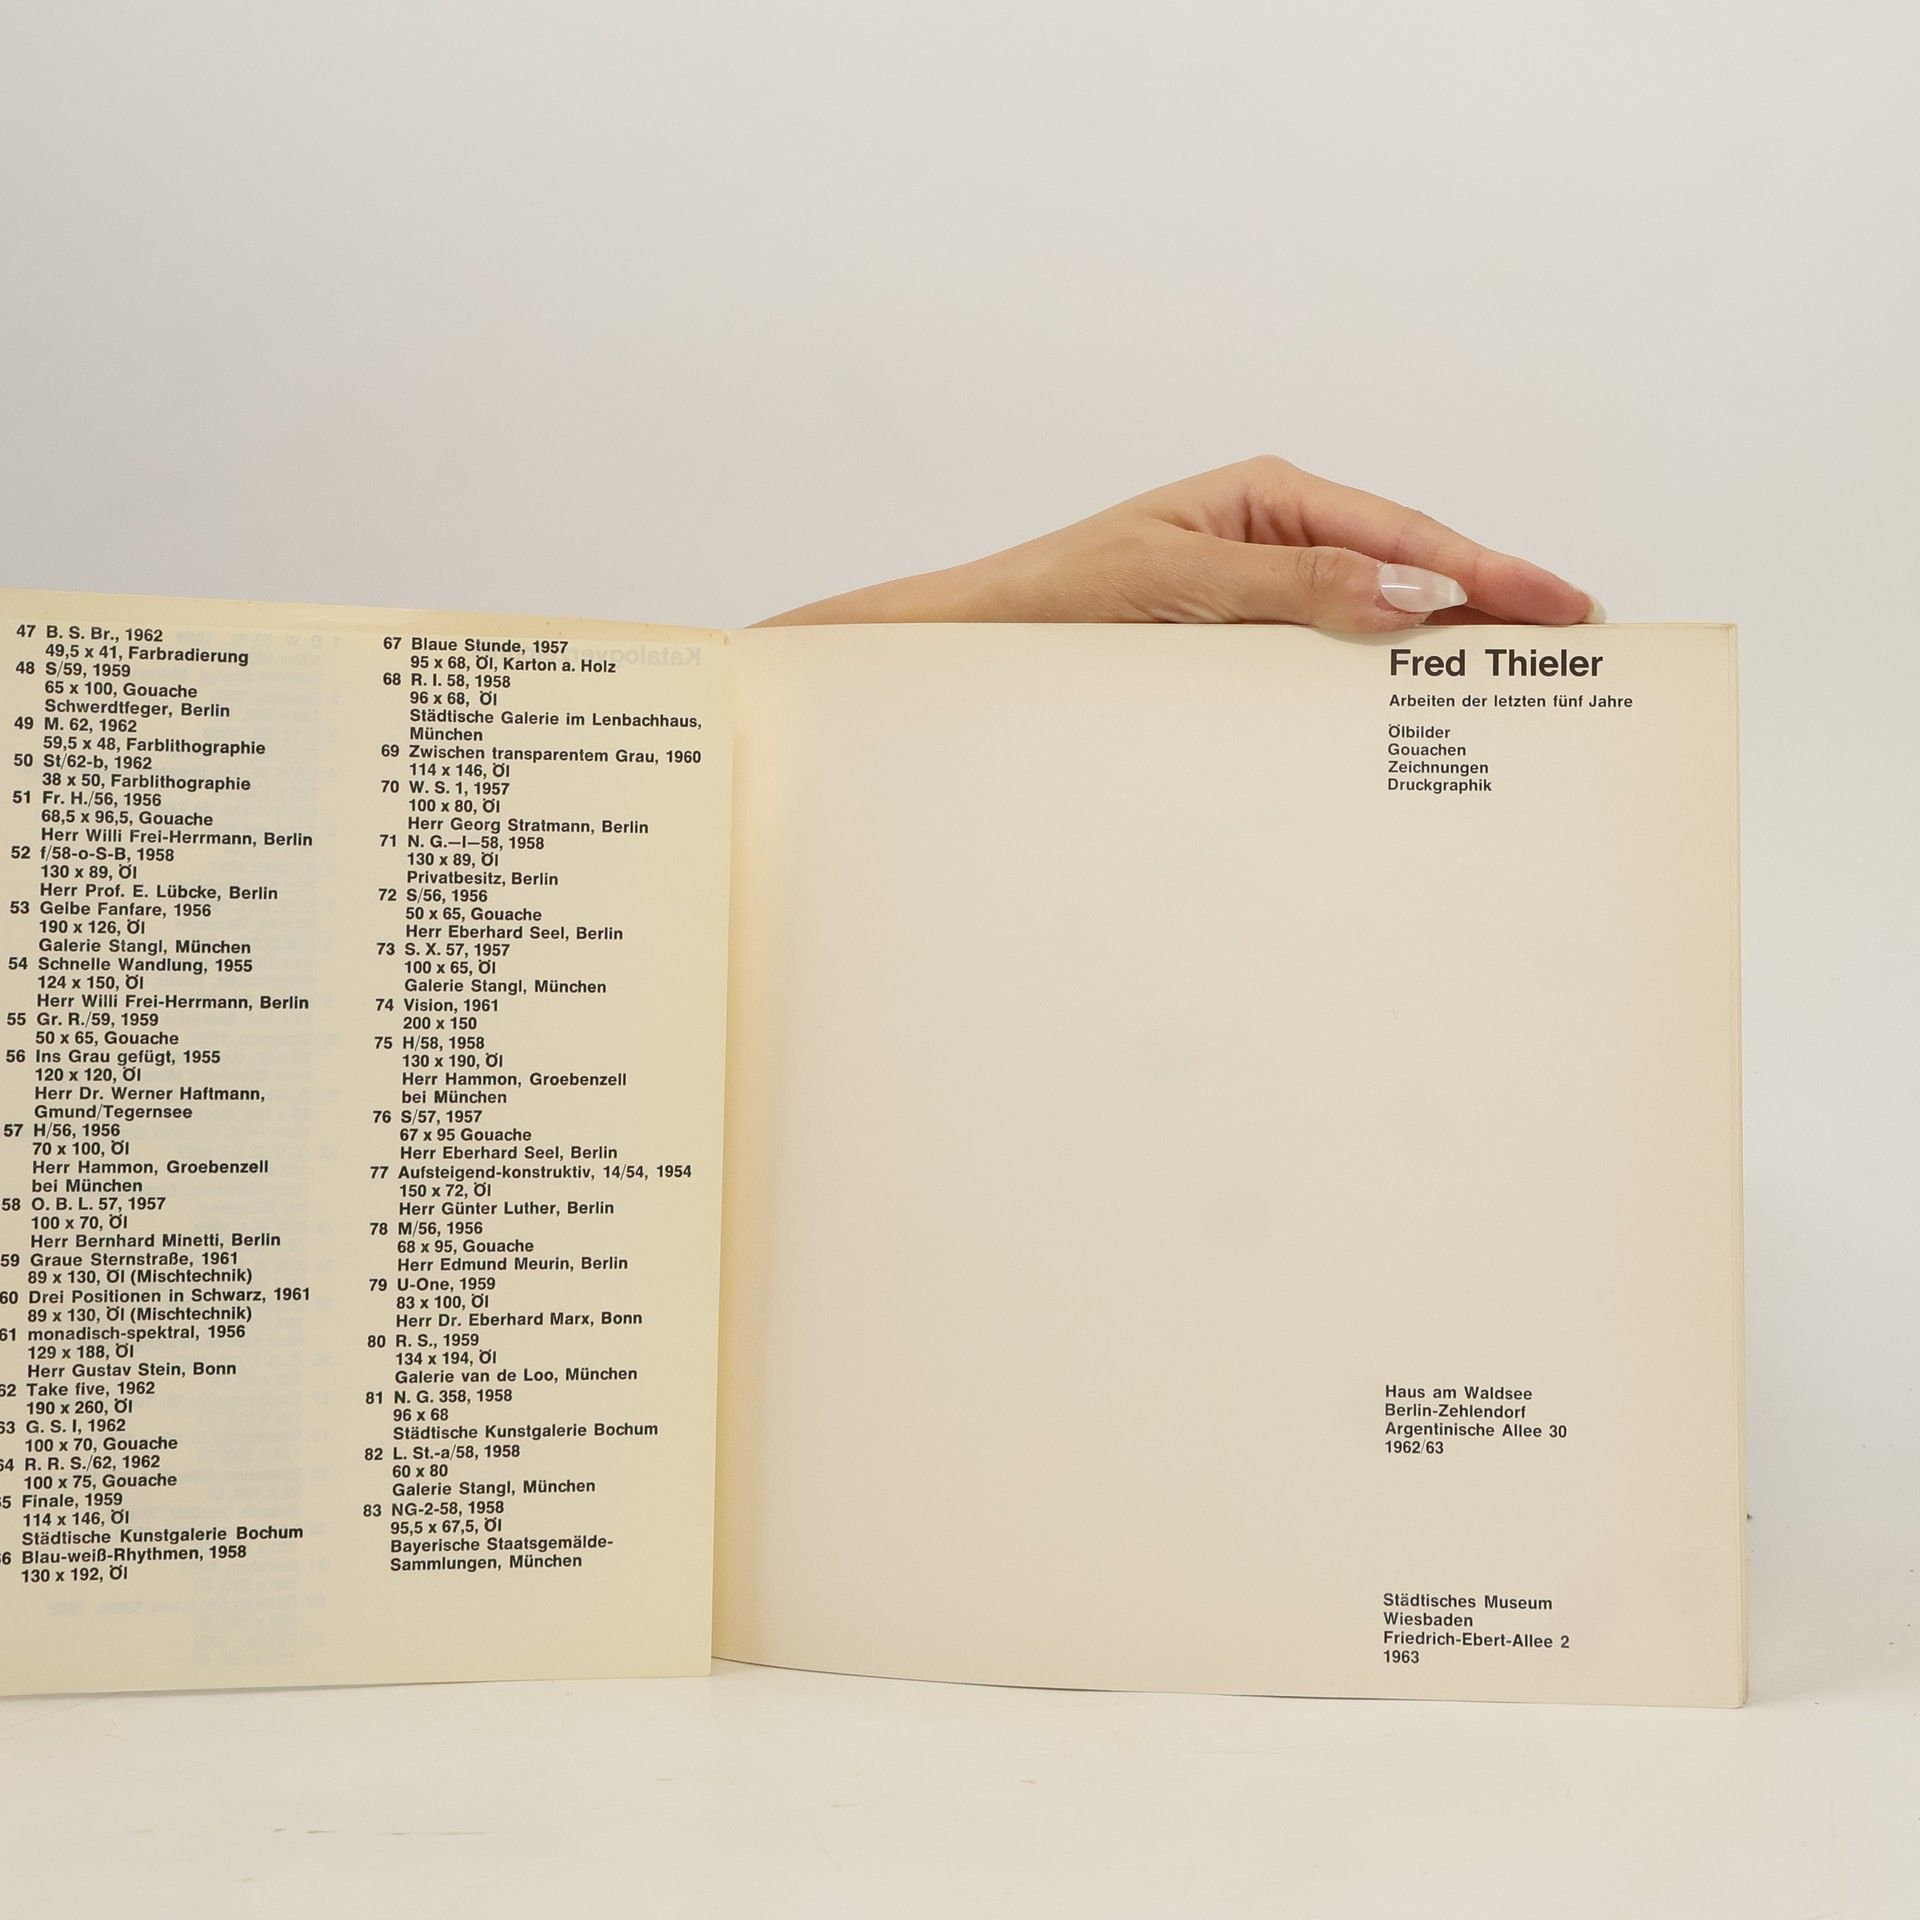 47 B. S. Br., 1962
49,5 x 41, Farbradierung
48 S/59, 1959
65 x 100, Gouache
Schwerdtfeger, Berlin
49 M. 62, 1962
59,5 x 48, Farblithographie
50 St/62-b, 1962
38 x 50, Farblithographie
51 Fr. H./56, 1956
68,5 x 96,5, Gouache
Herr Willi Frei-Herrmann, Berlin
52 f/58-o-S-B, 1958
130 x 89, Öl
Herr Prof. E. Lübcke, Berlin
53 Gelbe Fanfare, 1956
190 x 126, Öl
Galerie Stangl, München
54 Schnelle Wandlung, 1955
124 x 150, Öl
Herr Willi Frei-Herrmann, Berlin
55 Gr. R./59, 1959
50 x 65, Gouache
56 Ins Grau gefügt, 1955
120 x 120, Öl
Herr Dr. Werner Haftmann,
Gmund/Tegernsee
57 H/56, 1956
70 x 100, Öl
Herr Hammon, Groebenzell
bei München
58 O. B. L. 57, 1957
100 x 70, Öl
Herr Bernhard Minetti, Berlin
59 Graue Sternstraße, 1961
89 x 130, Öl (Mischtechnik)
60 Drei Positionen in Schwarz, 1961
89 x 130, Öl (Mischtechnik)
61 monadisch-spektral, 1956
129 x 188, Öl
Herr Gustav Stein, Bonn
62 Take five, 1962
190 x 260, Öl
63 G. S. I, 1962
100 x 70, Gouache
64 R. R. S./62, 1962
100 x 75, Gouache
5 Finale, 1959
114 x 146, Öl
Städtische Kunstgalerie Bochum
6 Blau-weiß-Rhythmen, 1958
130 x 192, Öl
67 Blaue Stunde, 1957
95 x 68, Öl, Karton a. Holz
68 R. I. 58, 1958
96 x 68, Öl
Städtische Galerie im Lenbachhaus,
München
69 Zwischen transparentem Grau, 1960
114 x 146, Öl
70 W. S. 1, 1957
100 x 80, Öl
Herr Georg Stratmann, Berlin
71 N. G.—I—58, 1958
130 x 89, Öl
Privatbesitz, Berlin
72 S/56, 1956
50 x 65, Gouache
Herr Eberhard Seel, Berlin
73 S. X. 57, 1957
100 x 65, Öl
Galerie Stangl, München
74 Vision, 1961
200 x 150
75 H/58, 1958
130 x 190, Öl
Herr Hammon, Groebenzell
bei München
76 S/57, 1957
67 x 95 Gouache
Herr Eberhard Seel, Berlin
77 Aufsteigend-konstruktiv, 14/54, 1954
150 x 72, Öl
Herr Günter Luther, Berlin
78 M/56, 1956
68 x 95, Gouache
Herr Edmund Meurin, Berlin
79 U-One, 1959
83 x 100, Öl
Herr Dr. Eberhard Marx, Bonn
80 R. S., 1959
134 x 194, Öl
Galerie van de Loo, München
81 N. G. 358, 1958
96 x 68
Städtische Kunstgalerie Bochum
82 L. St.-a/58, 1958
60 x 80
Galerie Stangl, München
83 NG-2-58, 1958
95,5 x 67,5, Öl
Bayerische Staatsgemälde-
Sammlungen, München
Fred Thieler
Arbeiten der letzten fünf Jahre
Ölbilder
Gouachen
Zeichnungen
Druckgraphik
Haus am Waldsee
Berlin-Zehlendorf
Argentinische Allee 30
1962/63
Städtisches Museum
Wiesbaden
Friedrich-Ebert-Allee 2
1963